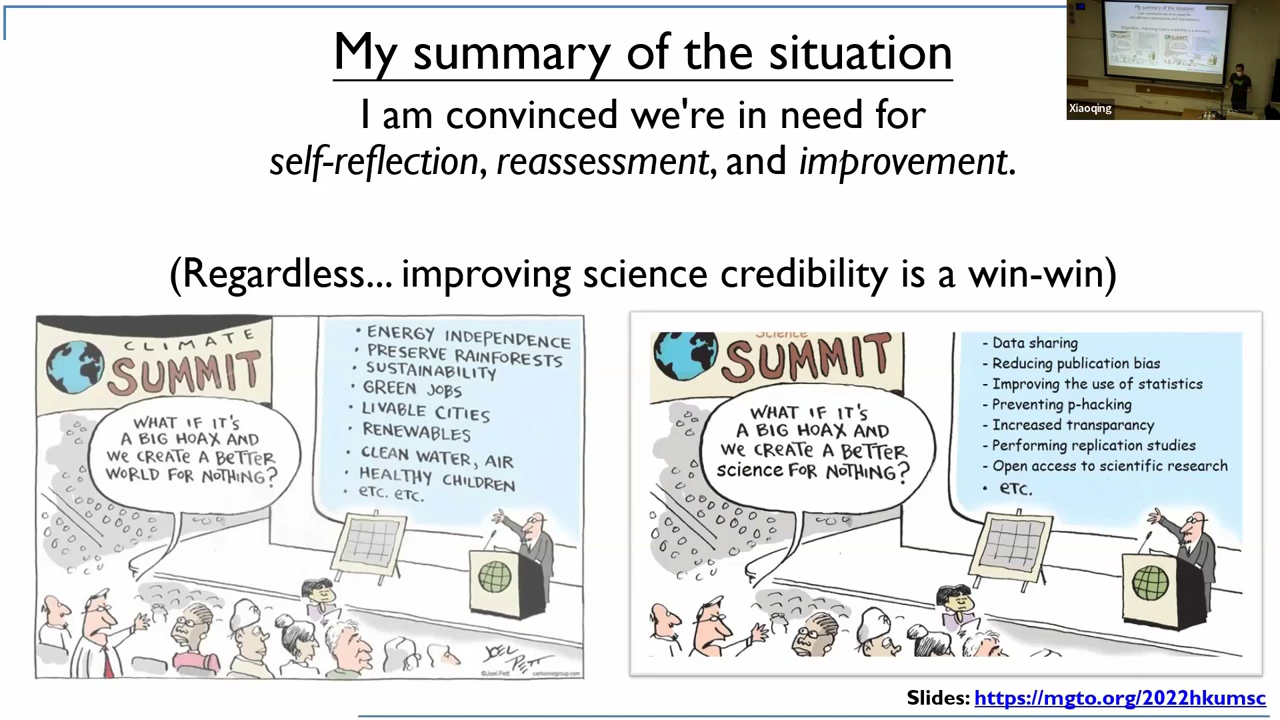 My summary of the situation
I am convinced we're in need for
self-reflection, reassessment, and improvement.
(Regardless... improving science credibility is a win-win)
Xiaoqing
CLIMATE
SUMMIT
WHAT IF IT'S
A BIG HOAX AND
WE CREATE A BETTER
WORLD FOR NOTHING?
• ENERGY INDEPENDENCE
• PRESERVE RAINFORESTS
• SUSTAINABILITY
• GREEN JOBS
• LIVABLE CITIES
• RENEWABLES
• CLEAN WATER, AIR
• HEALTHY CHILDREN
• ETC. ETC.
JOEL
PETT
©Joel Pett
cartoonistgroup.com
Science
SUMMIT
WHAT IF IT'S
A BIG HOAX AND
WE CREATE A BETTER
science FOR NOTHING?
- Data sharing
- Reducing publication bias
- Improving the use of statistics
- Preventing p-hacking
- Increased transparancy
- Performing replication studies
- Open access to scientific research
• ETC.
Slides: https://mgto.org/2022hkumsc